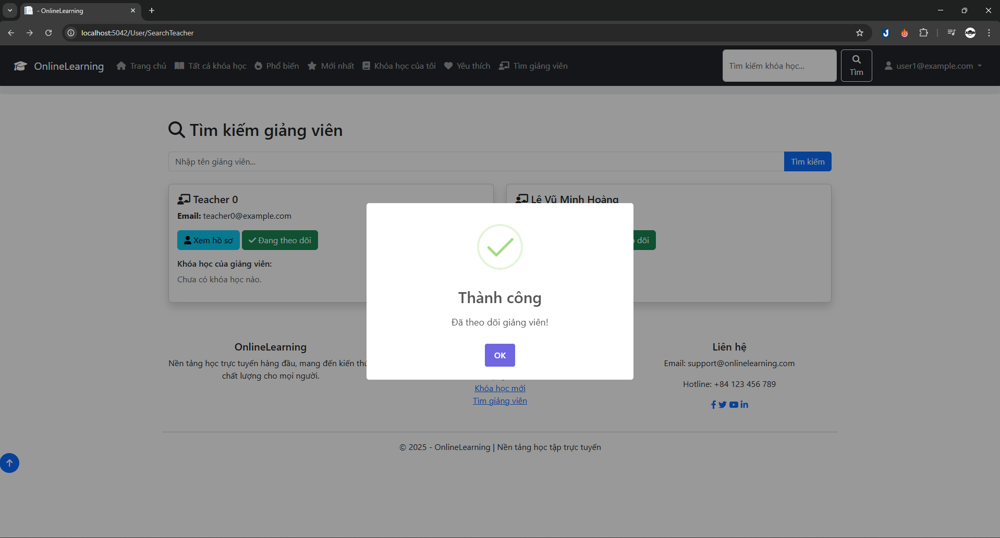 - OnlineLearning
localhost:5042/User/SearchTeacher
OnlineLearning Trang chủ Tất cả khóa học Phổ biến Mới nhất Khóa học của tôi Yêu thích Tìm giảng viên Tìm kiếm khóa học... Tìm user1@example.com
Tìm kiếm giảng viên
Nhập tên giảng viên... Tìm kiếm
Teacher 0
Email: teacher0@example.com
Xem hồ sơ Đang theo dõi
Khóa học của giảng viên:
Chưa có khóa học nào.
Lê Vũ Minh Hoàng
dõi
Thành công
Đã theo dõi giảng viên!
OK
OnlineLearning
Nền tảng học trực tuyến hàng đầu, mang đến kiến
chất lượng cho mọi người.
Khóa học mới
Tìm giảng viên
Liên hệ
Email: support@onlinelearning.com
Hotline: +84 123 456 789
© 2025 - OnlineLearning | Nền tảng học tập trực tuyến